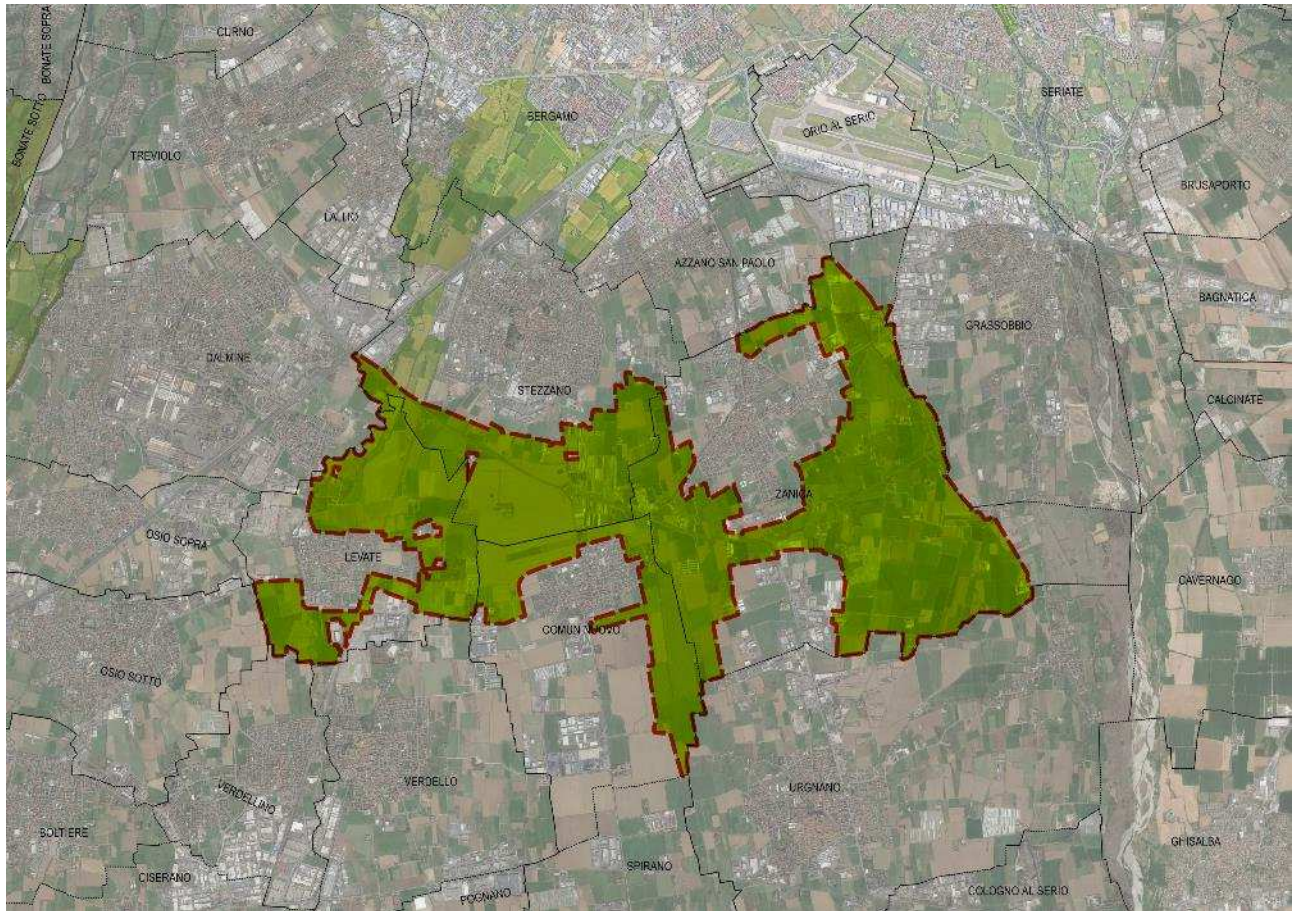 BONATE SOPRA
CURNO
BONATE SOTTO
TREVIOLO
BERGAMO
ORIO AL SERIO
SERIATE
BRUSAPORTO
LALLIO
AZZANO SAN PAOLO
BAGNATICA
GRASSOBBIO
DALMINE
STEZZANO
CALCINATE
ZANICA
OSIO SOPRA
LEVATE
CAVERNAGO
COMUN NUOVO
OSIO SOTTO
VERDELLO
VERDELLINO
URGNANO
BOLTIERE
GHISALBA
CISERANO
SPIRANO
POGNANO
COLOGNO AL SERIO